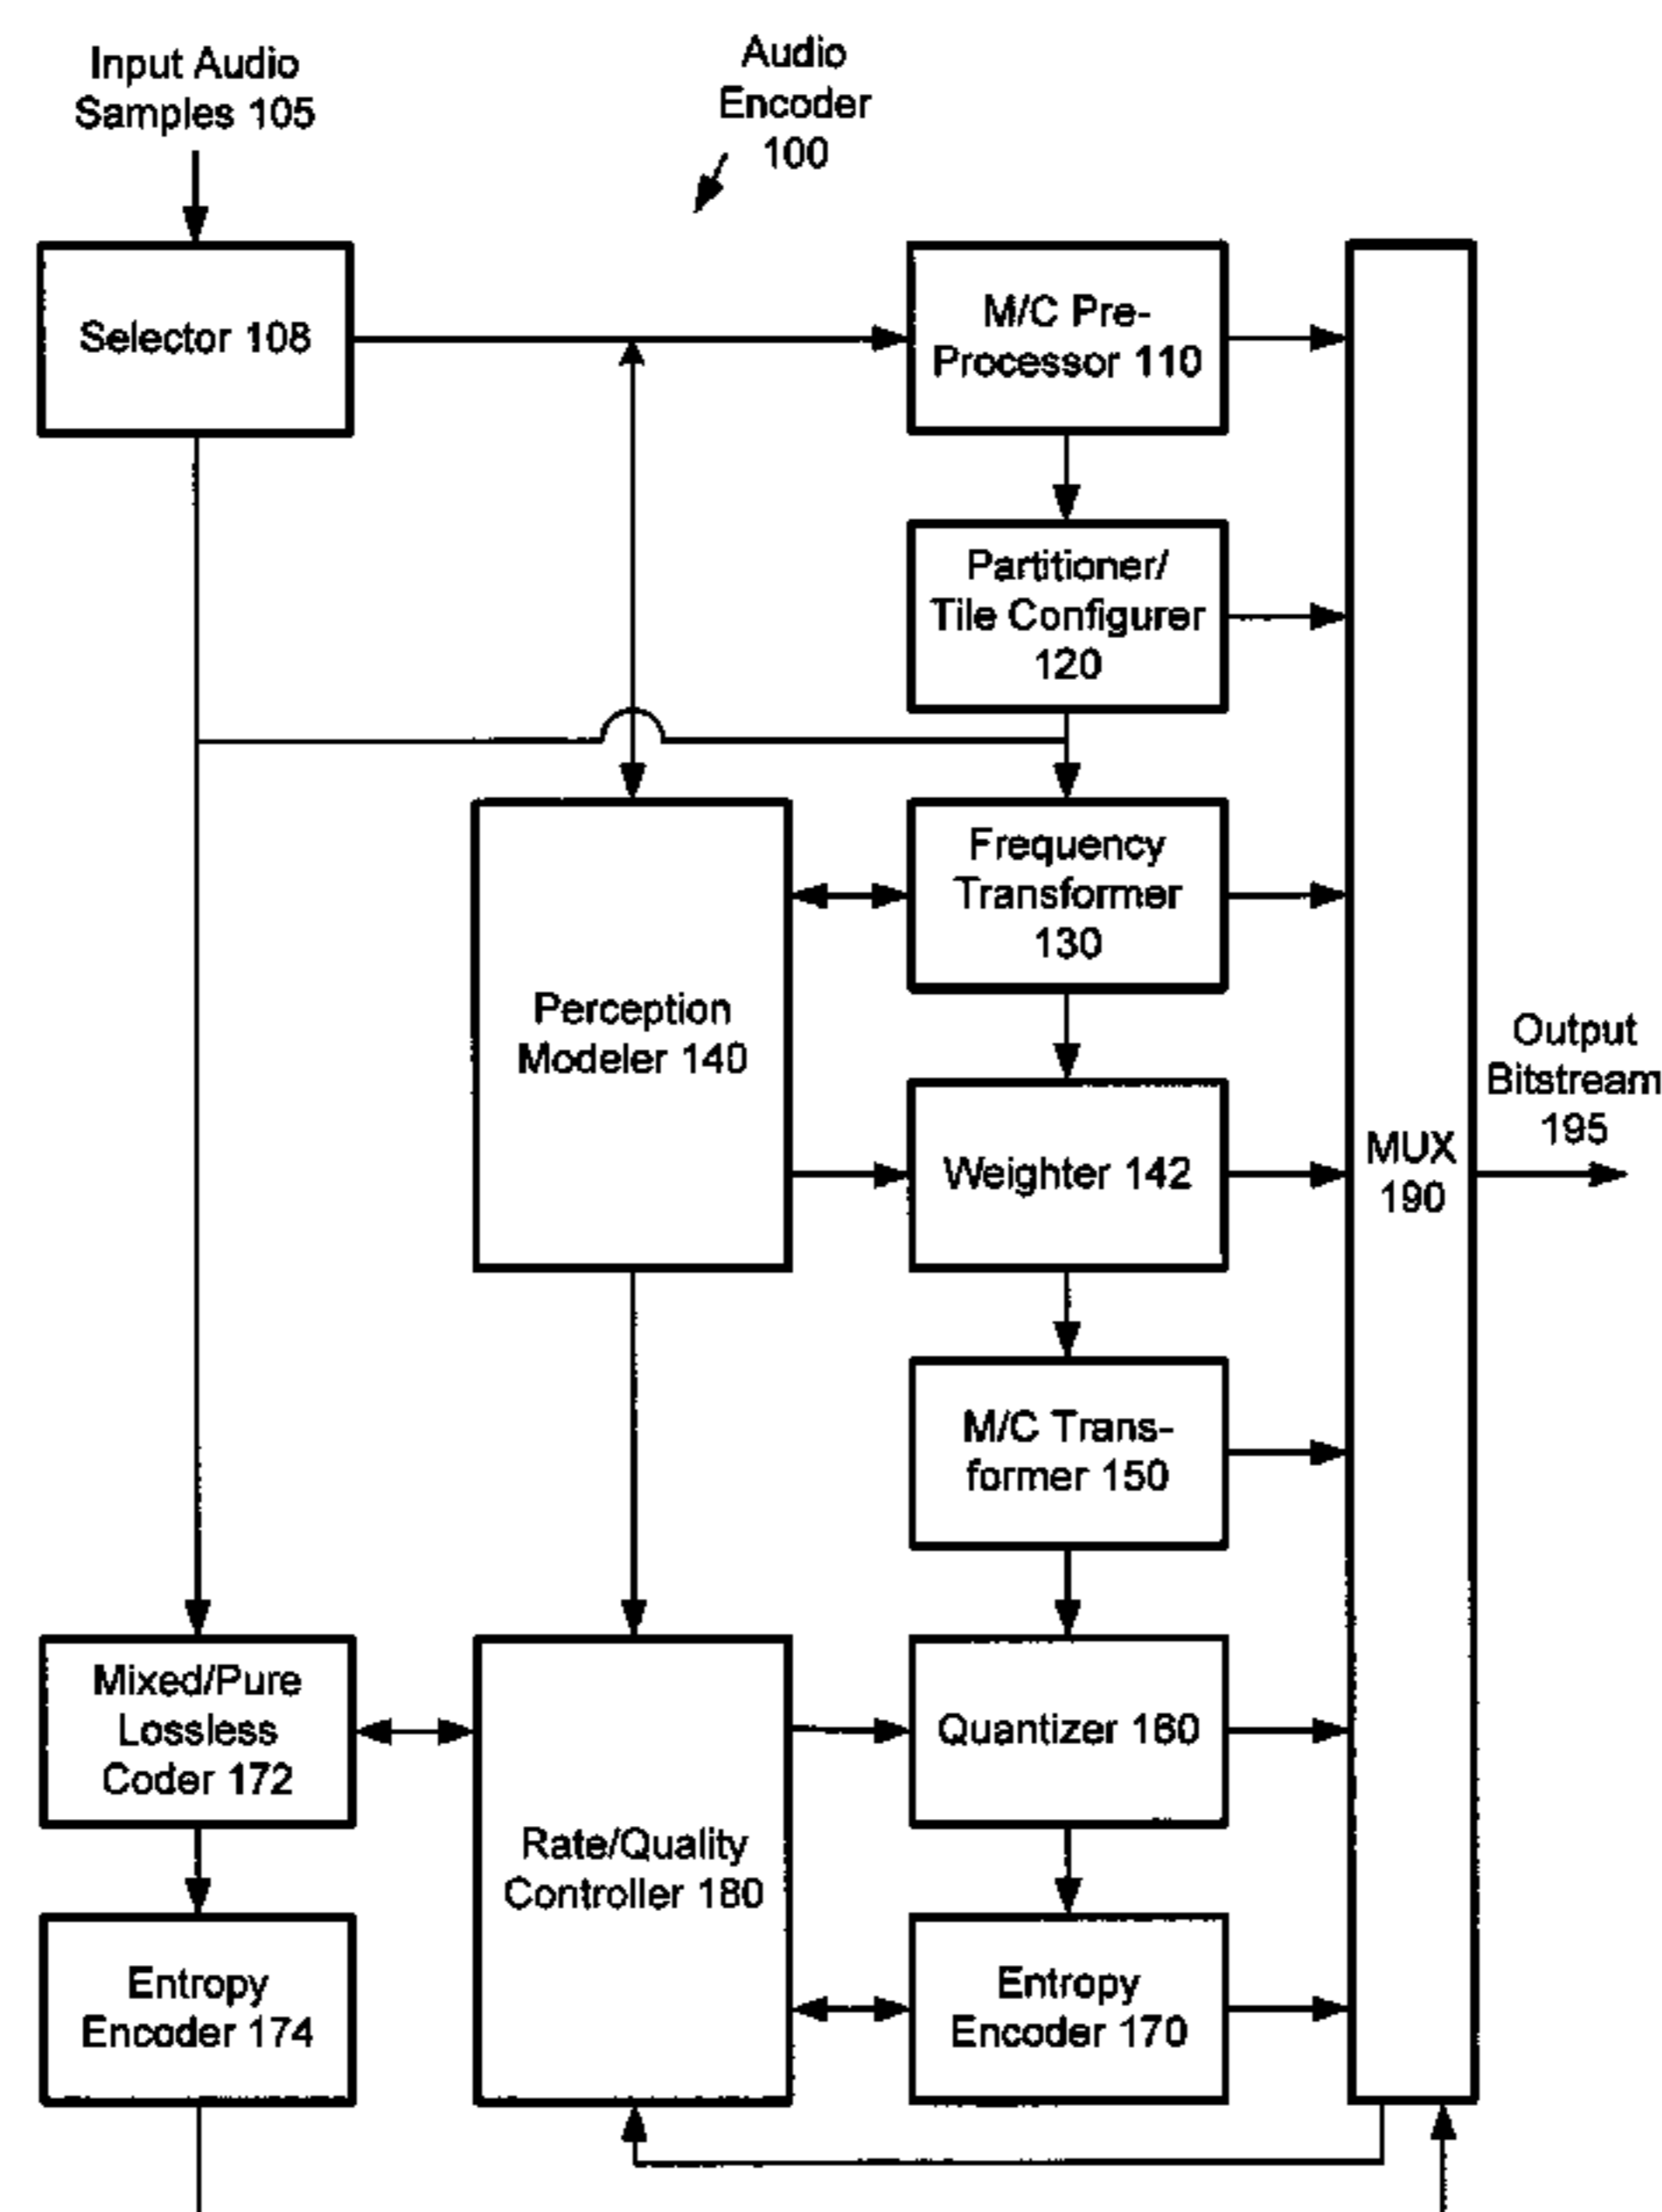 Input Audio
Samples 105
Audio
Encoder
100
Selector 108
M/C Pre-
Processor 110
Partitioner/
Tile Configurer
120
Frequency
Transformer
130
Perception
Modeler 140
Weighter 142
MUX
190
Output
Bitstream
195
M/C Trans-
former 150
Mixed/Pure
Lossless
Coder 172
Rate/Quality
Controller 180
Quantizer 160
Entropy
Encoder 174
Entropy
Encoder 170